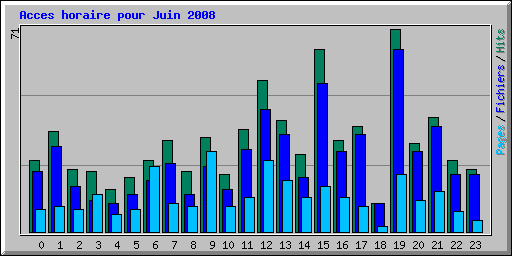 Acces horaire pour Juin 2008
71
Pages / Fichiers / Hits
0 1 2 3 4 5 6 7 8 9 10 11 12 13 14 15 16 17 18 19 20 21 22 23